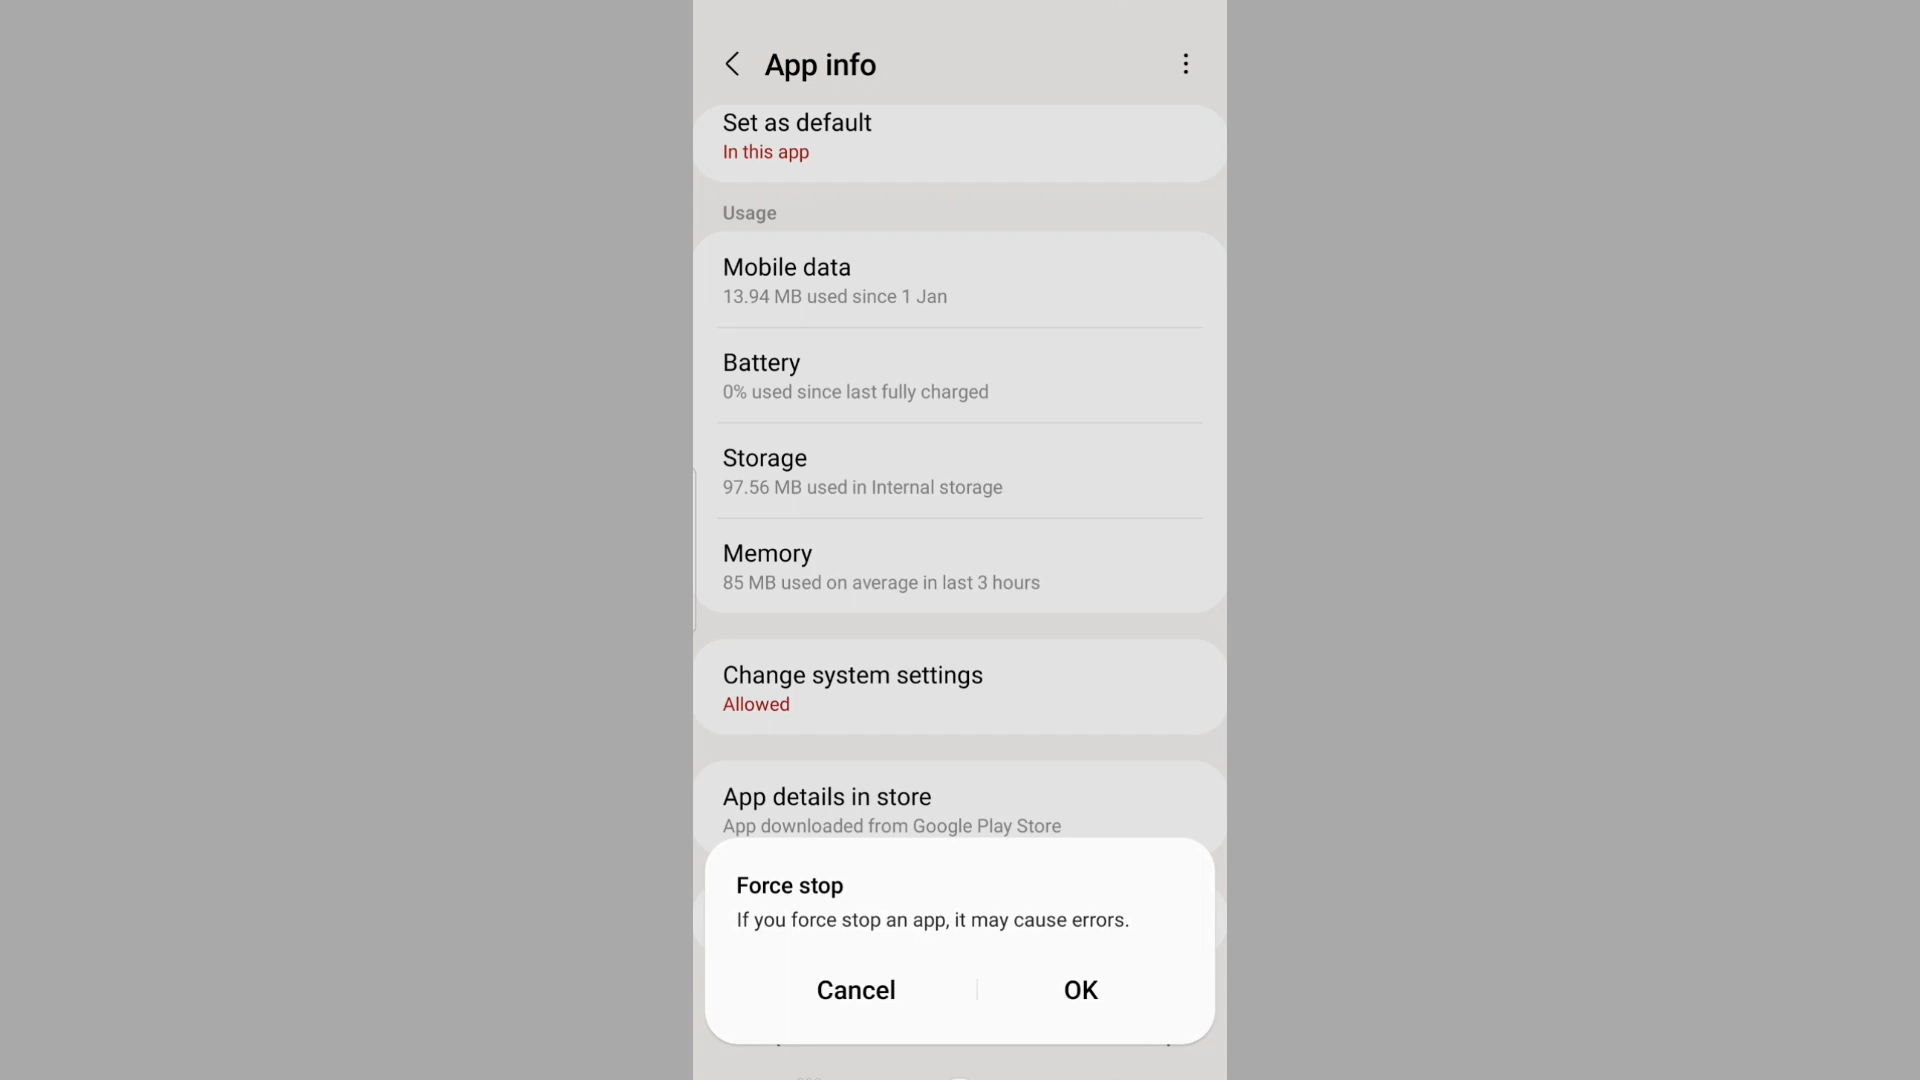 App info
Set as default
In this app
Usage
Mobile data
13.94 MB used since 1 Jan
Battery
0% used since last fully charged
Storage
97.56 MB used in Internal storage
Memory
85 MB used on average in last 3 hours
Change system settings
Allowed
App details in store
App downloaded from Google Play Store
Force stop
If you force stop an app, it may cause errors.
Cancel
OK